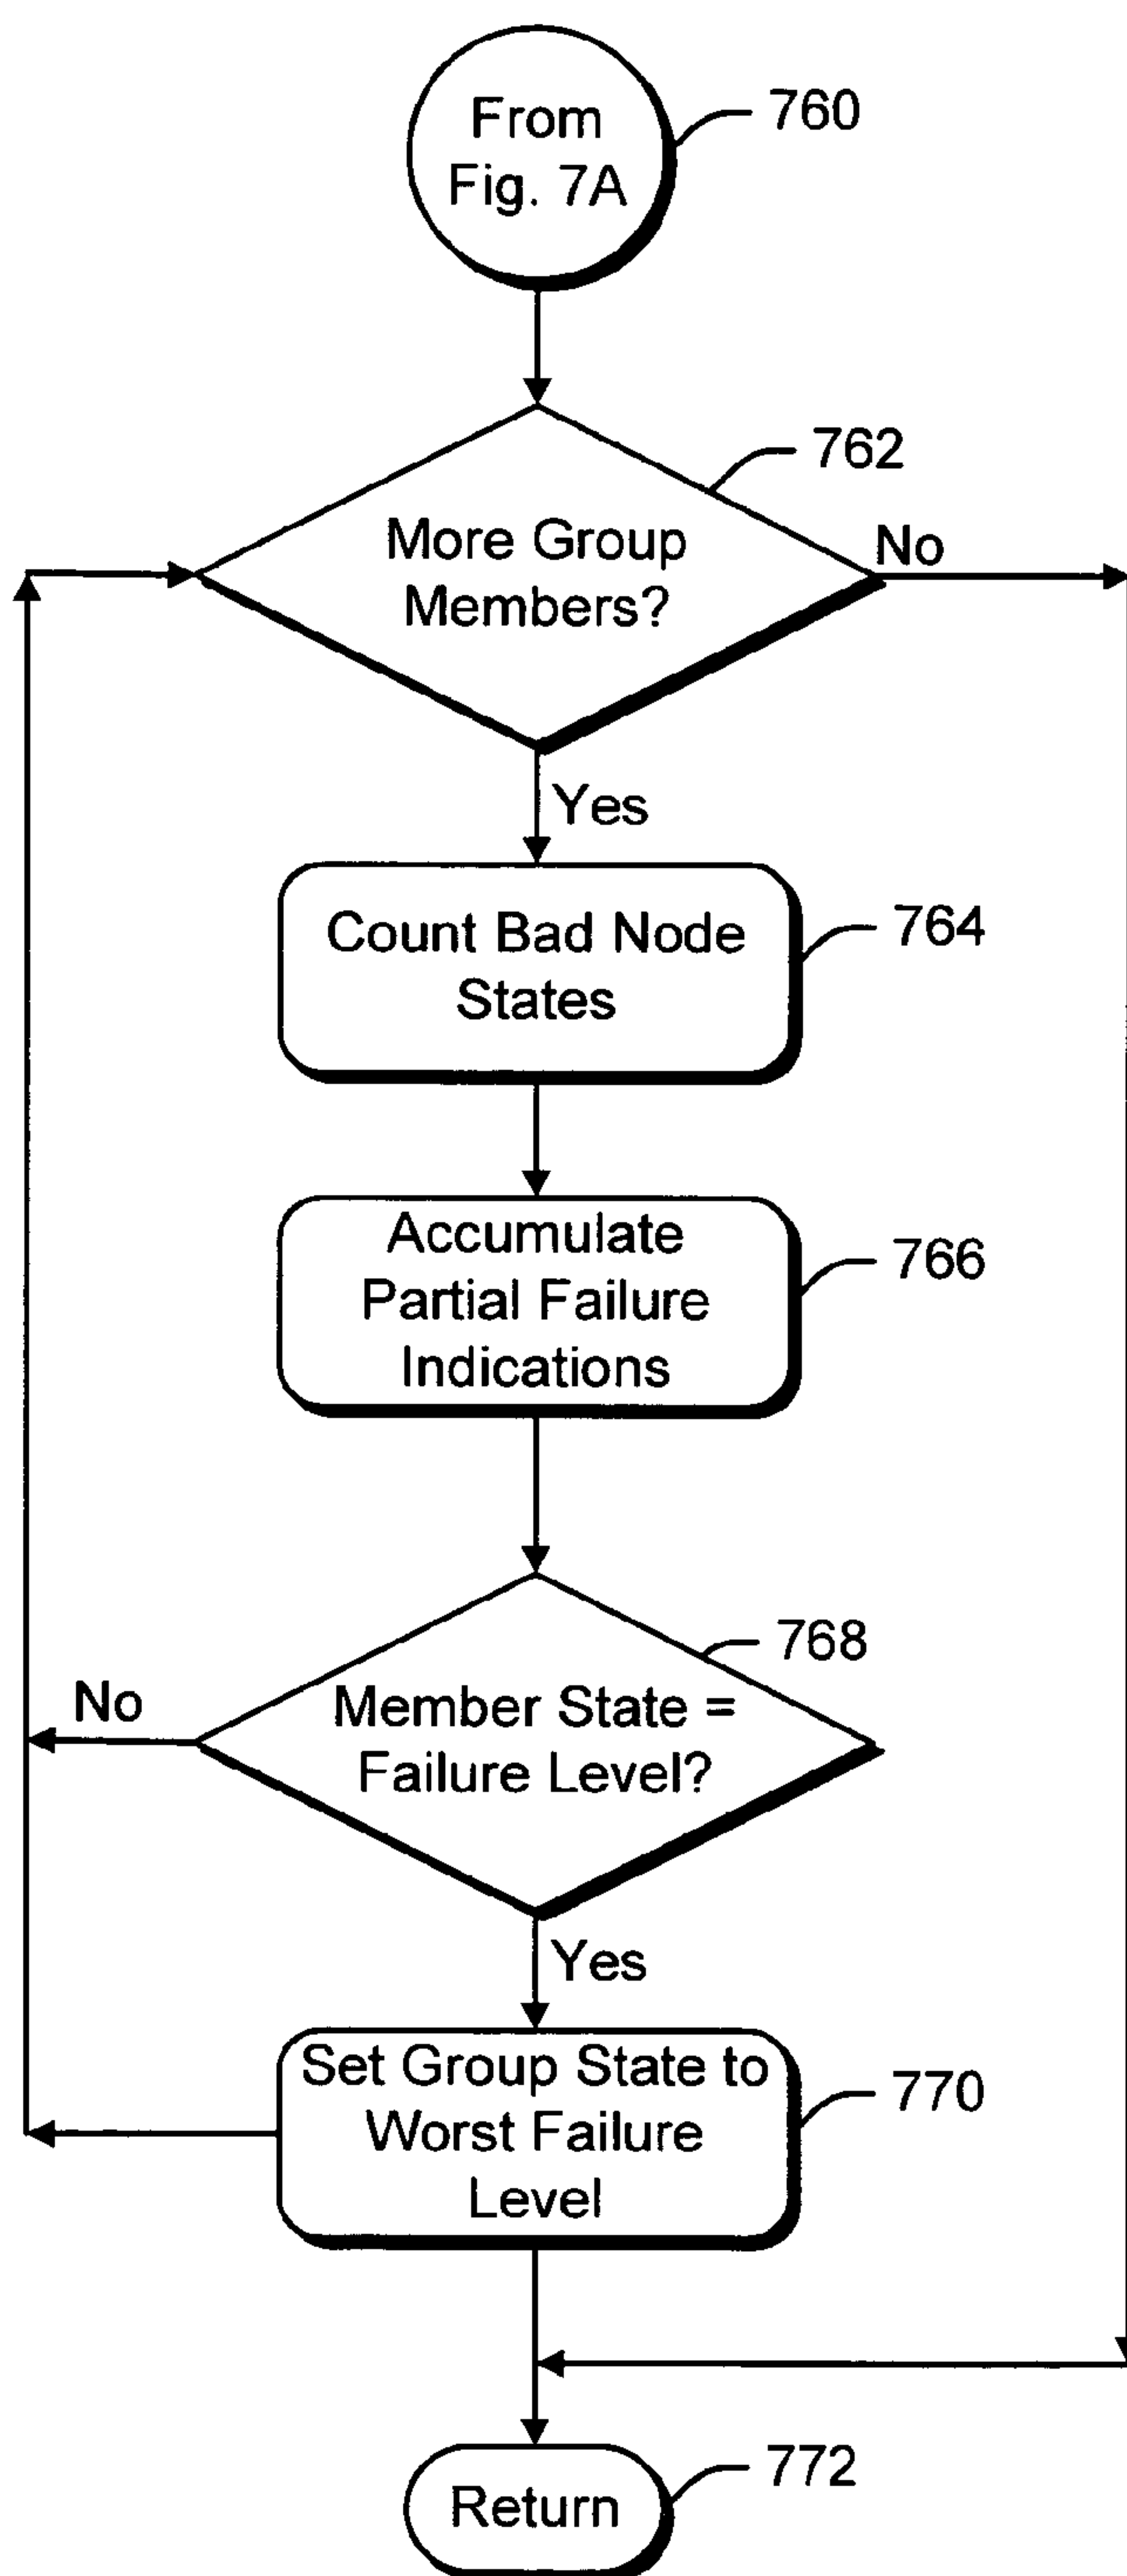 From
Fig. 7A
760
762
More Group
Members?
No
Yes
Count Bad Node
States
764
Accumulate
Partial Failure
Indications
766
768
Member State =
Failure Level?
No
Yes
Set Group State to
Worst Failure
Level
770
Return
772